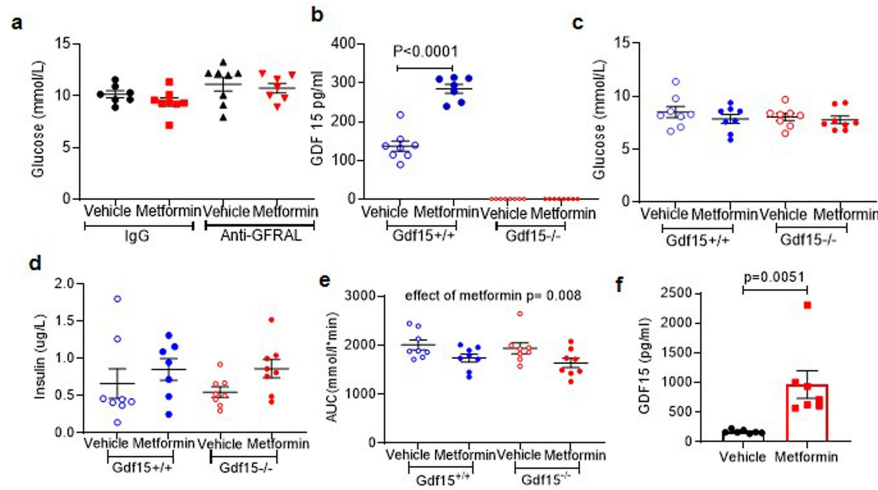 a
15
10
5
0
Glucose (mmol/L)
Vehicle Metformin Vehicle Metformin
IgG Anti-GFRAL
b
400
300
200
100
0
GDF 15 pg/ml
P<0.0001
Vehicle Metformin Vehicle Metformin
Gdf15+/+ Gdf15-/-
c
15
10
5
0
Glucose (mmol/L)
Vehicle Metformin Vehicle Metformin
Gdf15+/+ Gdf15-/-
d
2.0
1.5
1.0
0.5
0.0
Insulin (ug/L)
Vehicle Metformin Vehicle Metformin
Gdf15+/+ Gdf15-/-
e
3000
2000
1000
0
AUC(mmol/l*min)
effect of metformin p= 0.008
Vehicle Metformin Vehicle Metformin
Gdf15+/+ Gdf15-/-
f
p=0.0051
2500
2000
1500
1000
500
0
GDF15 (pg/ml)
Vehicle Metformin